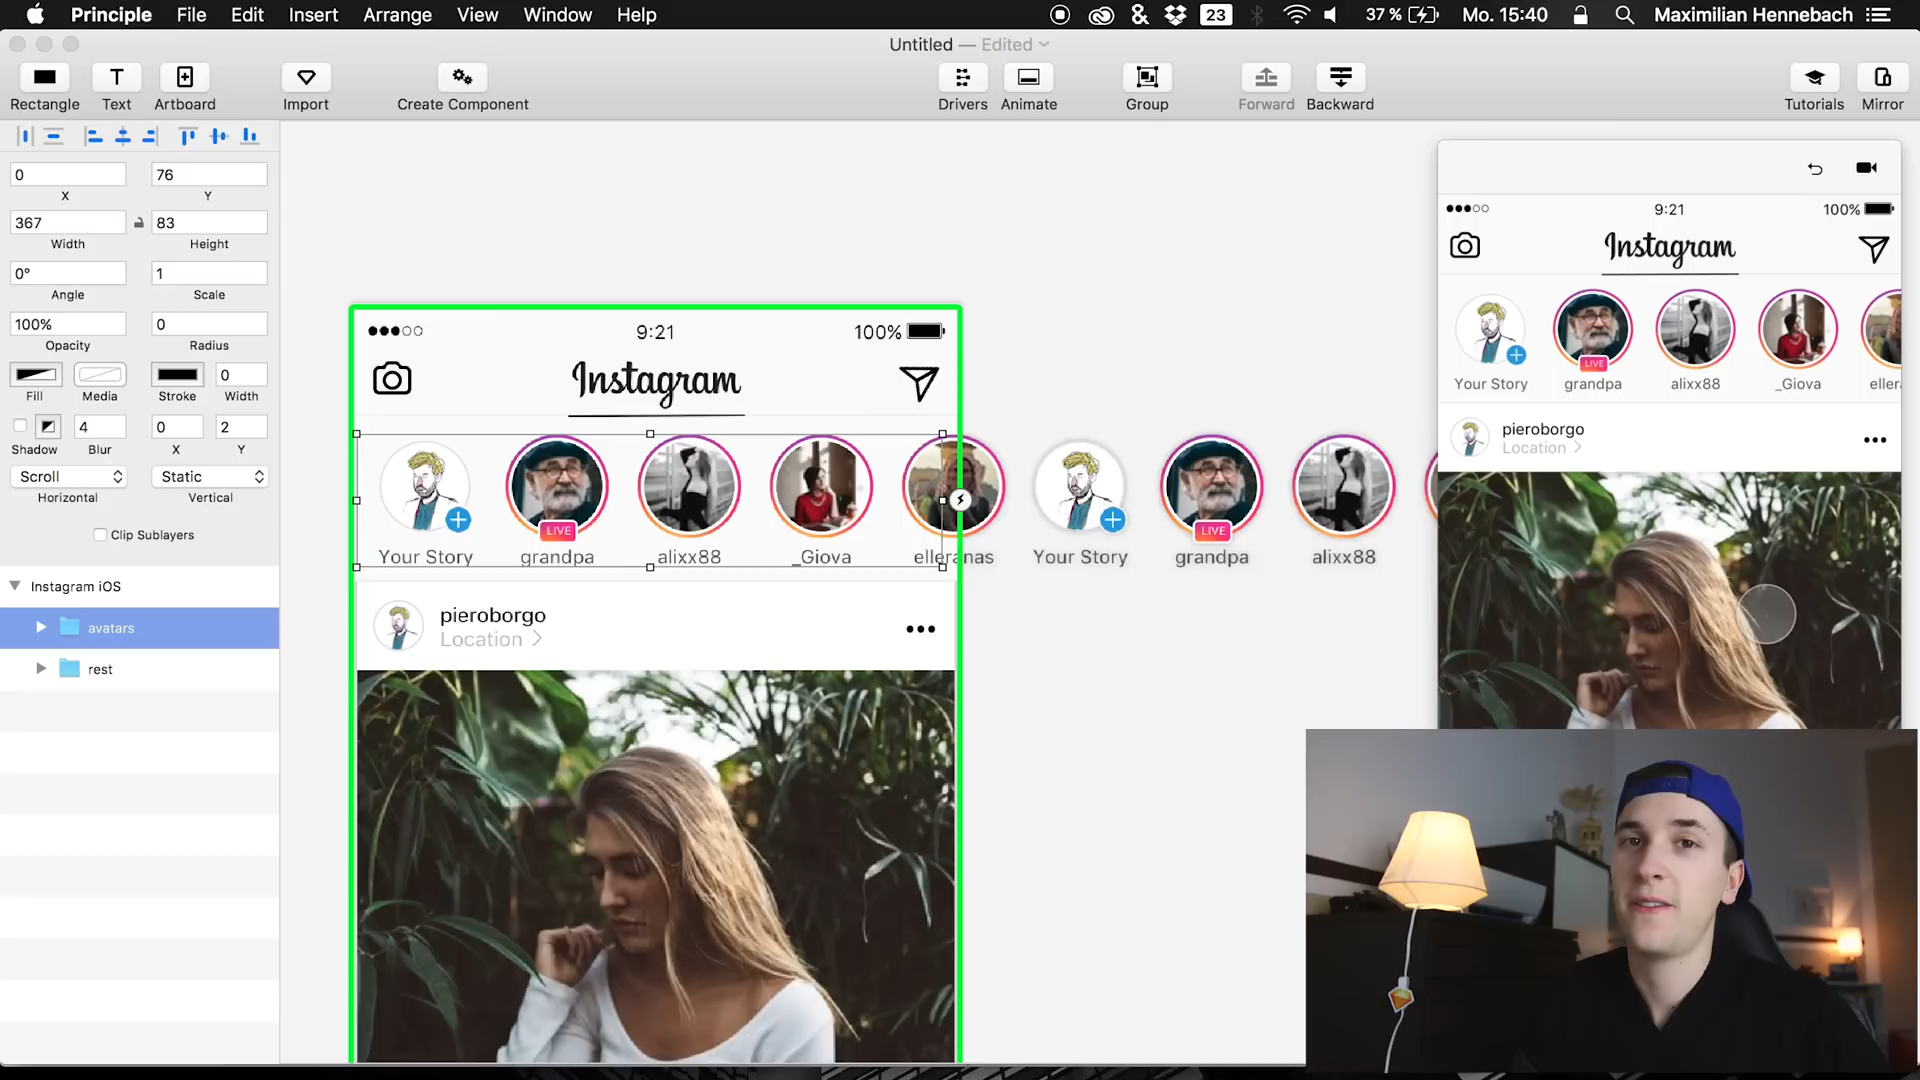 Principle File Edit Insert Arrange View Window Help
23 37 % Mo. 15:40 Maximilian Hennebach
Untitled — Edited
Rectangle Text Artboard Import Create Component Drivers Animate Group Forward Backward Tutorials Mirror
0 76
X Y
367 83
Width Height
0° 1
Angle Scale
100% 0
Opacity Radius
0
Fill Media Stroke Width
4 0 2
Shadow Blur X Y
Scroll Static
Horizontal Vertical
Clip Sublayers
Instagram iOS
avatars
rest
9:21 100%
Instagram
LIVE
Your Story grandpa alixx88 _Giova elleranas
LIVE
Your Story grandpa alixx88
pieroborgo
Location >
9:21 100%
Instagram
LIVE
Your Story grandpa alixx88 _Giova ellera
pieroborgo
Location >